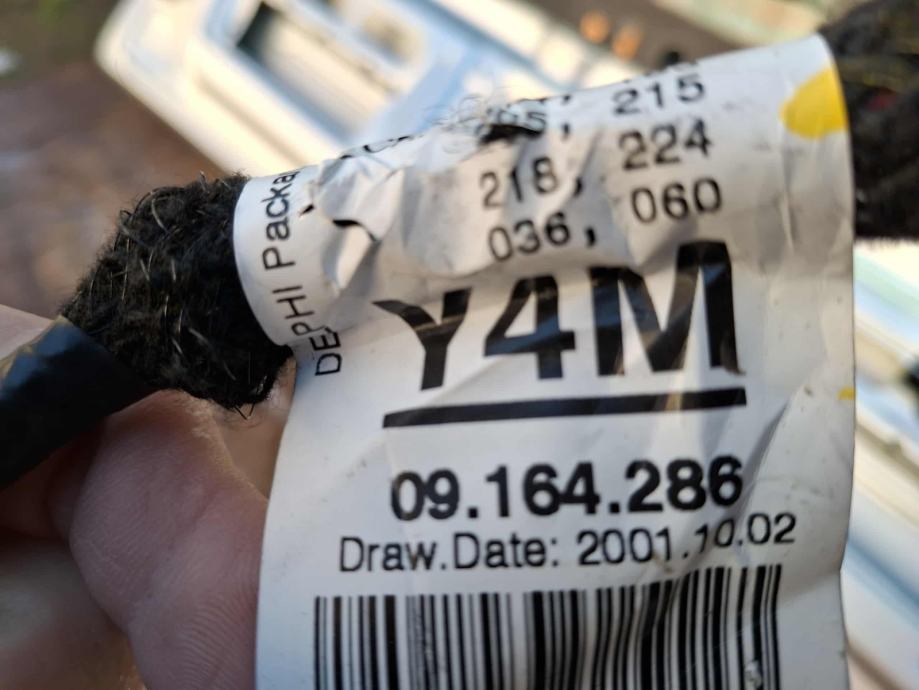 215
218, 224
036, 060
Y4M
09.164.286
Draw.Date: 2001.10.02
DELPHI Packa